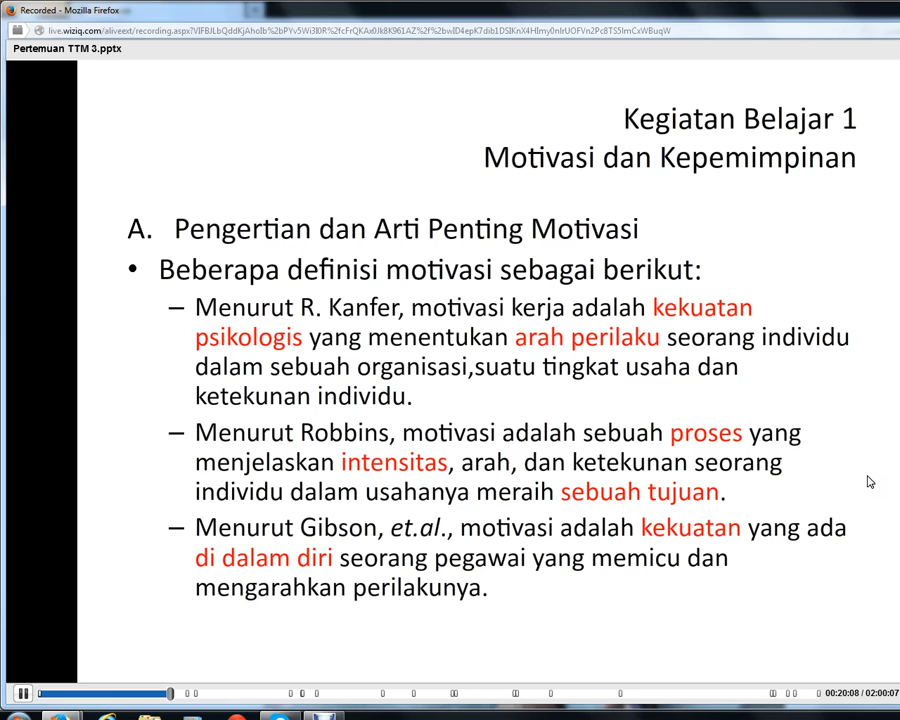 Recorded - Mozilla Firefox
Pertemuan TTM 3.pptx
Kegiatan Belajar 1
Motivasi dan Kepemimpinan
A. Pengertian dan Arti Penting Motivasi
• Beberapa definisi motivasi sebagai berikut:
– Menurut R. Kanfer, motivasi kerja adalah kekuatan
psikologis yang menentukan arah perilaku seorang individu
dalam sebuah organisasi,suatu tingkat usaha dan
ketekunan individu.
– Menurut Robbins, motivasi adalah sebuah proses yang
menjelaskan intensitas, arah, dan ketekunan seorang
individu dalam usahanya meraih sebuah tujuan.
– Menurut Gibson, et.al., motivasi adalah kekuatan yang ada
di dalam diri seorang pegawai yang memicu dan
mengarahkan perilakunya.
00:20:08 / 02:00:07